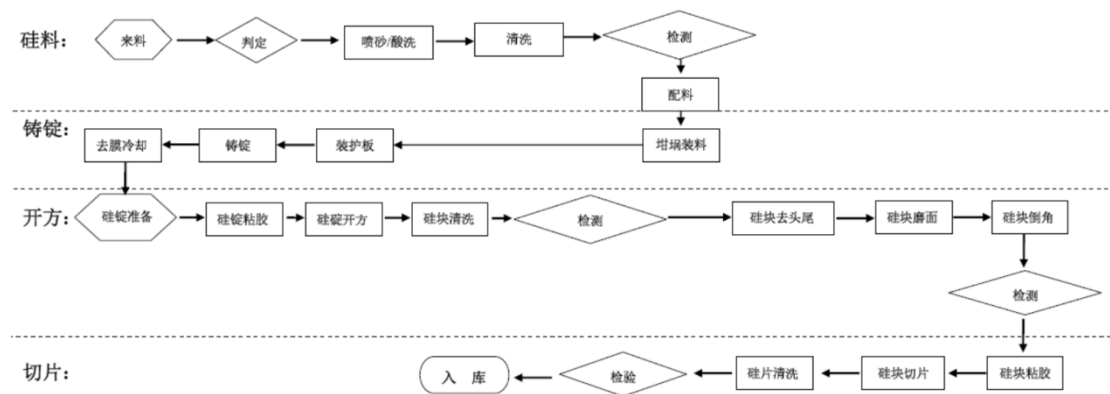 硅料： 来料 判定 喷砂/酸洗 清洗 检测
配料
铸锭： 去膜冷却 铸锭 装护板 坩埚装料
开方： 硅锭准备 硅锭粘胶 硅碇开方 硅块清洗 检测 硅块去头尾 硅块磨面 硅块倒角
检测
切片： 入 库 检验 硅片清洗 硅块切片 硅块粘胶